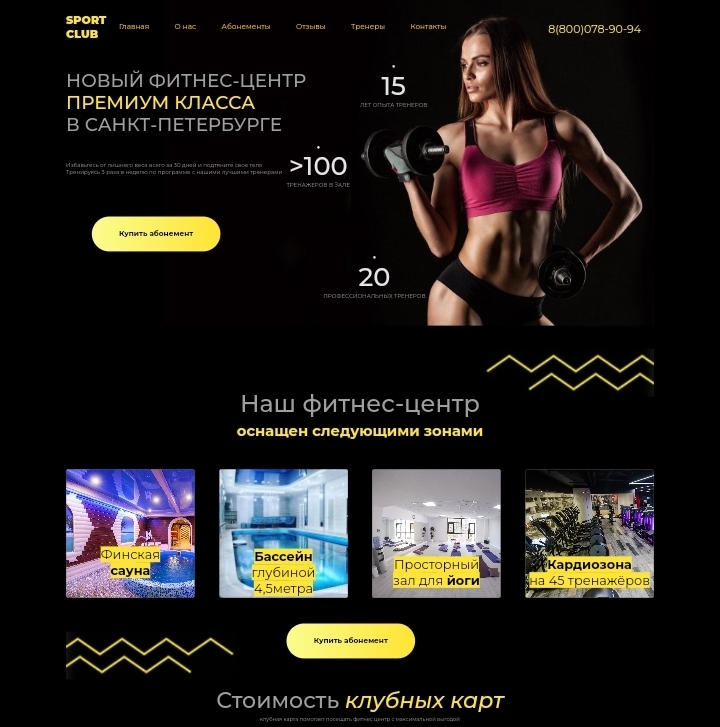 SPORT
CLUB
Главная О нас Абонементы Отзывы Тренеры Контакты
8(800)078-90-94
НОВЫЙ ФИТНЕС-ЦЕНТР
ПРЕМИУМ КЛАССА
В САНКТ-ПЕТЕРБУРГЕ
15
ЛЕТ ОПЫТА ТРЕНЕРОВ
Избавьтесь от лишнего веса всего за 30 дней и подтяните свое тело
Тренируясь 3 раза в неделю по программе с нашими лучшими тренерами
>100
ТРЕНАЖЕРОВ В ЗАЛЕ
Купить абонемент
20
ПРОФЕССИОНАЛЬНЫХ ТРЕНЕРОВ
Наш фитнес-центр
оснащен следующими зонами
Финская
сауна
Бассейн
глубиной
4,5метра
Просторный
зал для йоги
Кардиозона
на 45 тренажёров
Купить абонемент
Стоимость клубных карт
клубная карта помогает посещать фитнес центр с максимальной выгодой